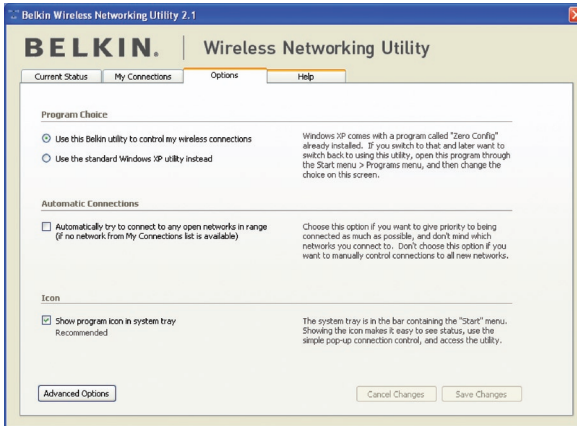 Belkin Wireless Networking Utility 2.1
BELKIN. | Wireless Networking Utility
Current Status My Connections Options Help
Program Choice
Use this Belkin utility to control my wireless connections
Use the standard Windows XP utility instead
Windows XP comes with a program called "Zero Config"
already installed. If you switch to that and later want to
switch back to using this utility, open this program through
the Start menu > Programs menu, and then change the
choice on this screen.
Automatic Connections
Automatically try to connect to any open networks in range
(if no network from My Connections list is available)
Choose this option if you want to give priority to being
connected as much as possible, and don't mind which
networks you connect to. Don't choose this option if you
want to manually control connections to all new networks.
Icon
Show program icon in system tray
Recommended
The system tray is in the bar containing the "Start" menu.
Showing the icon makes it easy to see status, use the
simple pop-up connection control, and access the utility.
Advanced Options Cancel Changes Save Changes